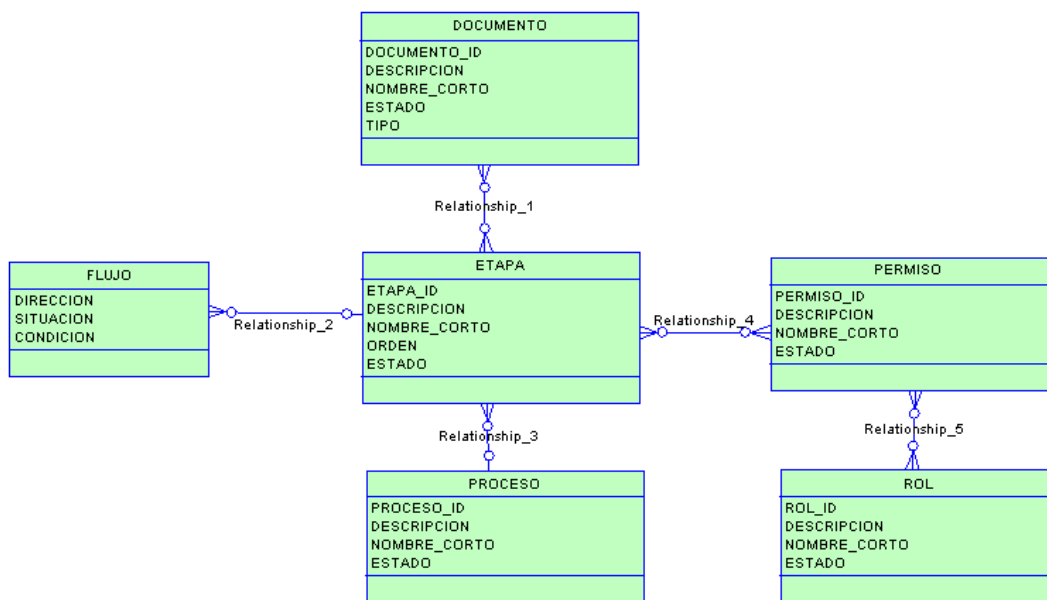 DOCUMENTO
DOCUMENTO_ID
DESCRIPCION
NOMBRE_CORTO
ESTADO
TIPO
Relationship_1
FLUJO
DIRECCION
SITUACION
CONDICION
Relationship_2
ETAPA
ETAPA_ID
DESCRIPCION
NOMBRE_CORTO
ORDEN
ESTADO
Relationship_4
PERMISO
PERMISO_ID
DESCRIPCION
NOMBRE_CORTO
ESTADO
Relationship_3
Relationship_5
PROCESO
PROCESO_ID
DESCRIPCION
NOMBRE_CORTO
ESTADO
ROL
ROL_ID
DESCRIPCION
NOMBRE_CORTO
ESTADO